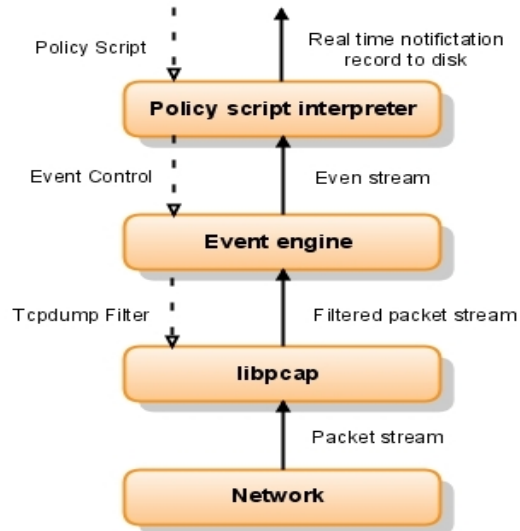 Policy Script
Real time notifictation
record to disk
Policy script interpreter
Event Control
Even stream
Event engine
Tcpdump Filter
Filtered packet stream
libpcap
Packet stream
Network